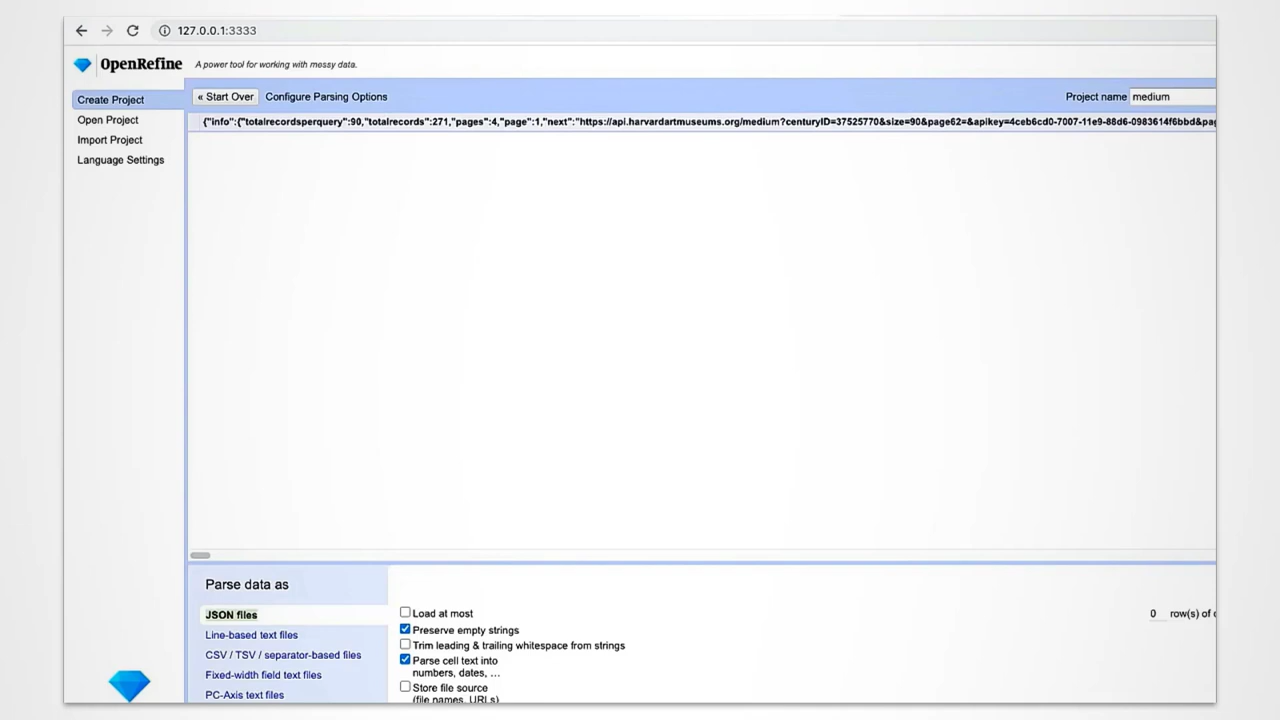 127.0.0.1:3333
OpenRefine A power tool for working with messy data.
Create Project
Open Project
Import Project
Language Settings
« Start Over Configure Parsing Options Project name medium
{"info":{"totalrecordsperquery":90,"totalrecords":271,"pages":4,"page":1,"next":"https://api.harvardartmuseums.org/medium?centuryID=37525770&size=90&page62=&apikey=4ceb6cd0-7007-11e9-88d6-0983614f6bbd&pag
Parse data as
JSON files
Line-based text files
CSV / TSV / separator-based files
Fixed-width field text files
PC-Axis text files
Load at most 0 row(s) of
Preserve empty strings
Trim leading & trailing whitespace from strings
Parse cell text into
numbers, dates, ...
Store file source
(file names, URLs)